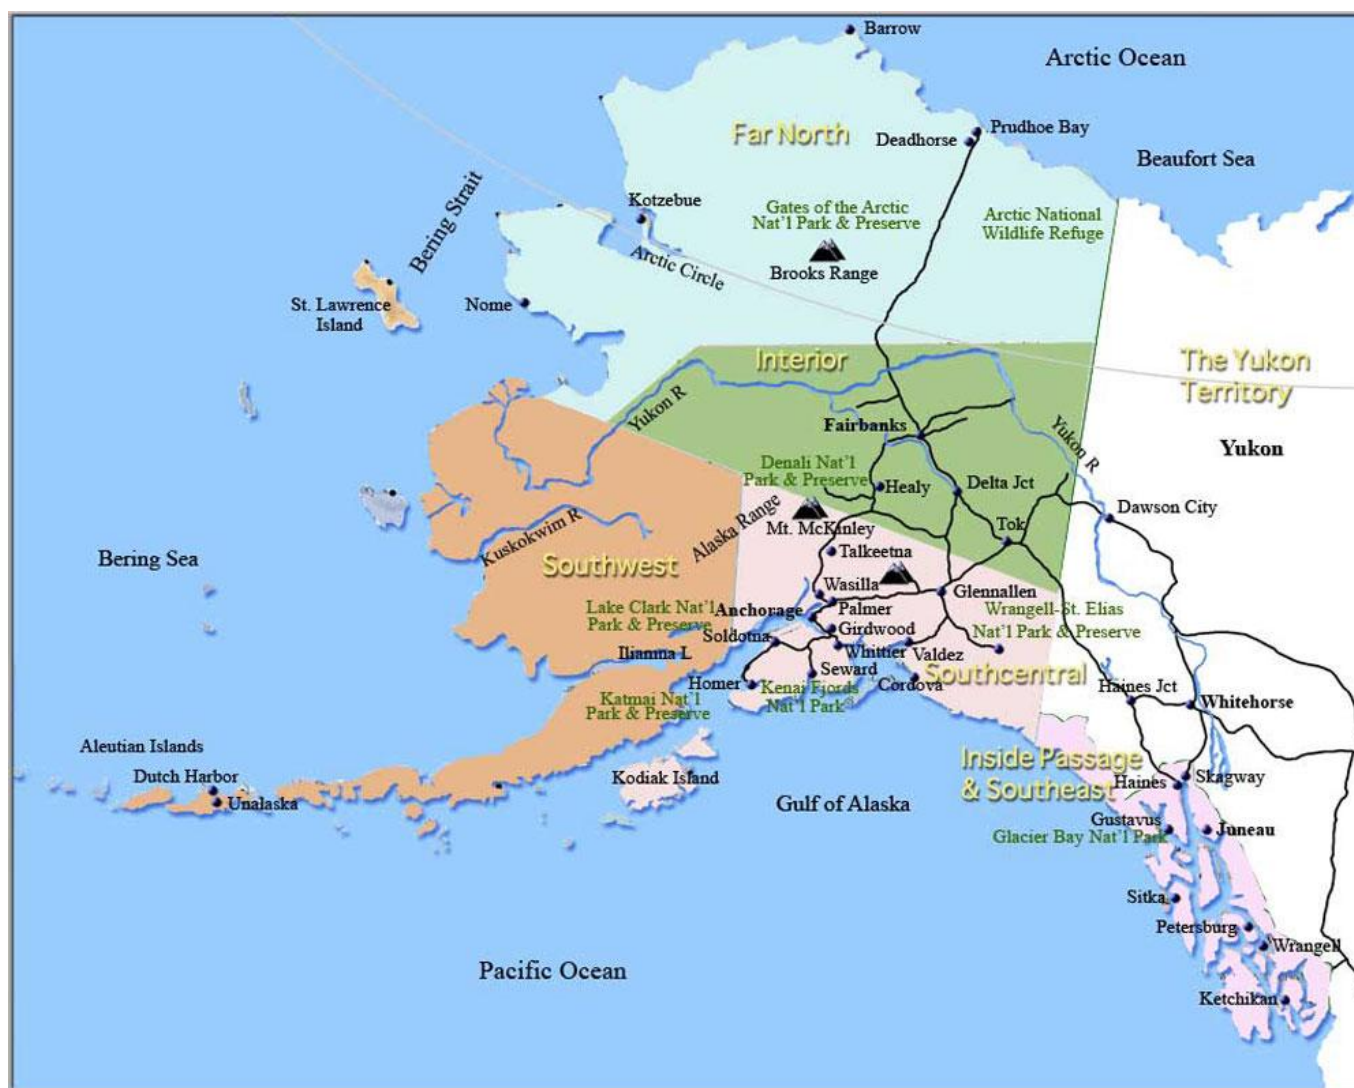 Barrow
Arctic Ocean
Far North
Prudhoe Bay
Deadhorse
Beaufort Sea
Bering Strait
Kotzebue
Gates of the Arctic
Nat'l Park & Preserve
Arctic National
Wildlife Refuge
Arctic Circle
Brooks Range
St. Lawrence
Island
Nome
Interior
The Yukon
Territory
Yukon R
Fairbanks
Yukon R
Yukon
Denali Nat'l
Park & Preserve
Healy
Delta Jct
Dawson City
Alaska Range
Mt. McKinley
Tok
Kuskokwim R
Bering Sea
Southwest
Talkeetna
Wasilla
Glennallen
Lake Clark Nat'l
Park & Preserve
Anchorage
Palmer
Wrangell-St. Elias
Nat'l Park & Preserve
Girdwood
Soldotna
Whittier
Valdez
Iliamna L
Seward
Southcentral
Homer
Kenai Fjords
Nat'l Park
Cordova
Haines Jct
Katmai Nat'l
Park & Preserve
Whitehorse
Aleutian Islands
Inside Passage
& Southeast
Dutch Harbor
Kodiak Island
Skagway
Haines
Unalaska
Gulf of Alaska
Gustavus
Glacier Bay Nat'l Park
Juneau
Sitka
Petersburg
Wrangell
Pacific Ocean
Ketchikan